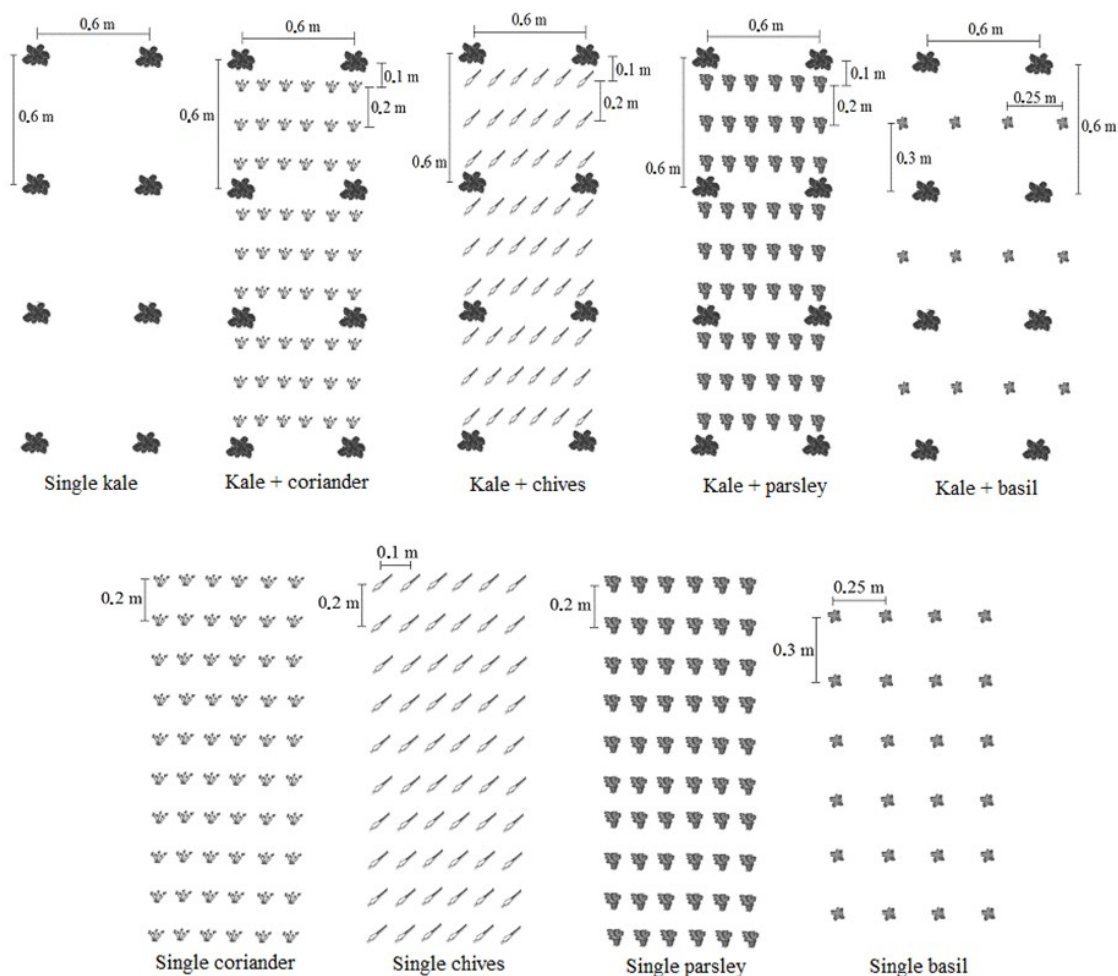 0.6 m
0.6 m
0.6 m
0.6 m
0.6 m
0.1 m
0.1 m
0.1 m
0.2 m
0.2 m
0.2 m
0.25 m
0.6 m
0.6 m
0.6 m
0.6 m
0.6 m
0.3 m
Single kale
Kale + coriander
Kale + chives
Kale + parsley
Kale + basil
0.1 m
0.2 m
0.2 m
0.2 m
0.25 m
0.3 m
Single coriander
Single chives
Single parsley
Single basil